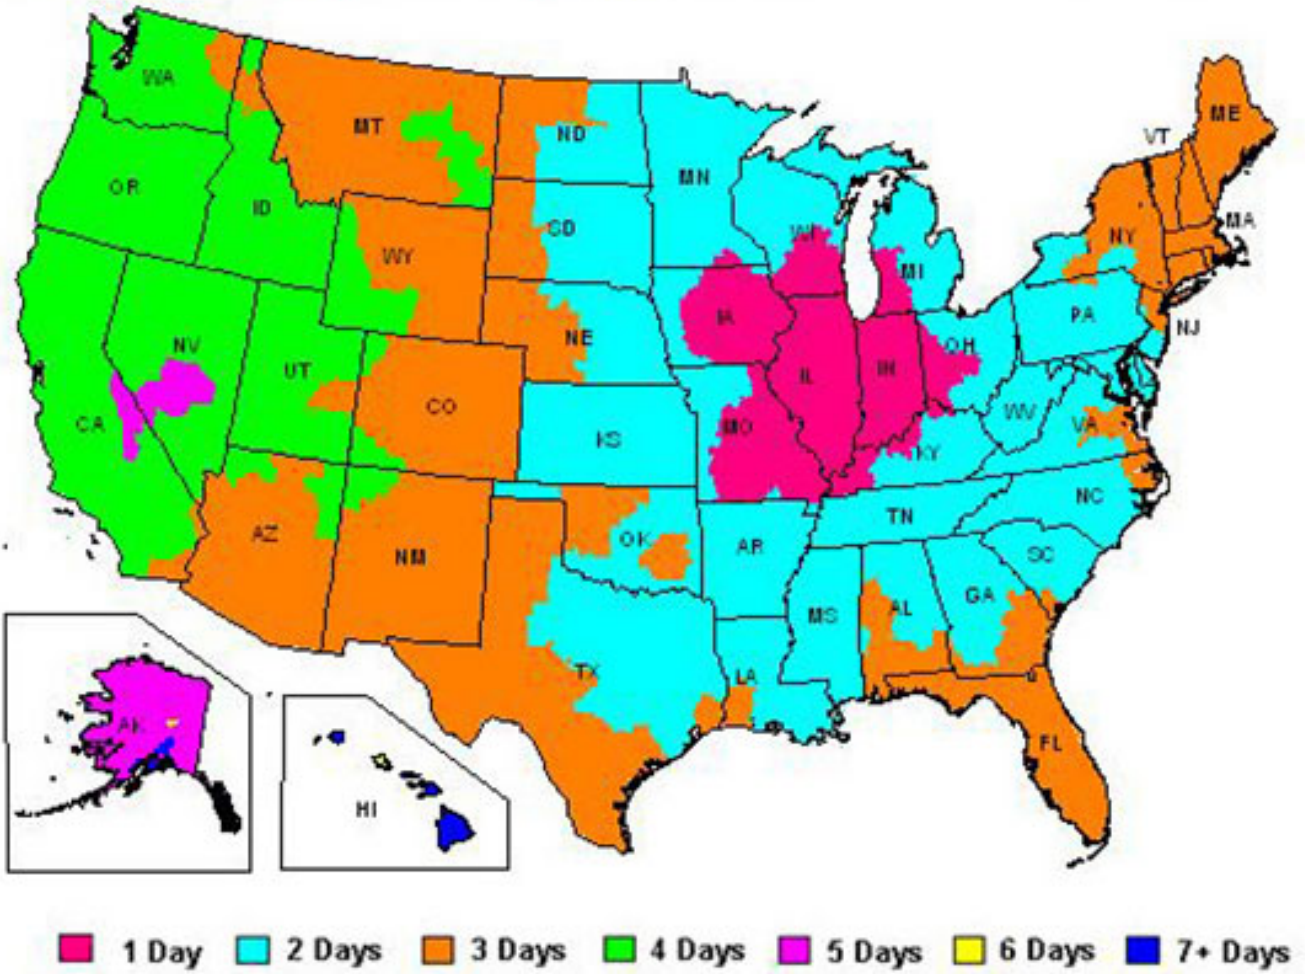 WA
MT
ND
MN
ME
VT
OR
ID
SD
WI
MI
NY
MA
WY
IA
NE
PA
NJ
NV
UT
CO
IL
IN
OH
CA
KS
MO
WV
VA
KY
NC
TN
AZ
NM
OK
AR
SC
MS
AL
GA
TX
LA
FL
AK
HI
1 Day 2 Days 3 Days 4 Days 5 Days 6 Days 7+ Days